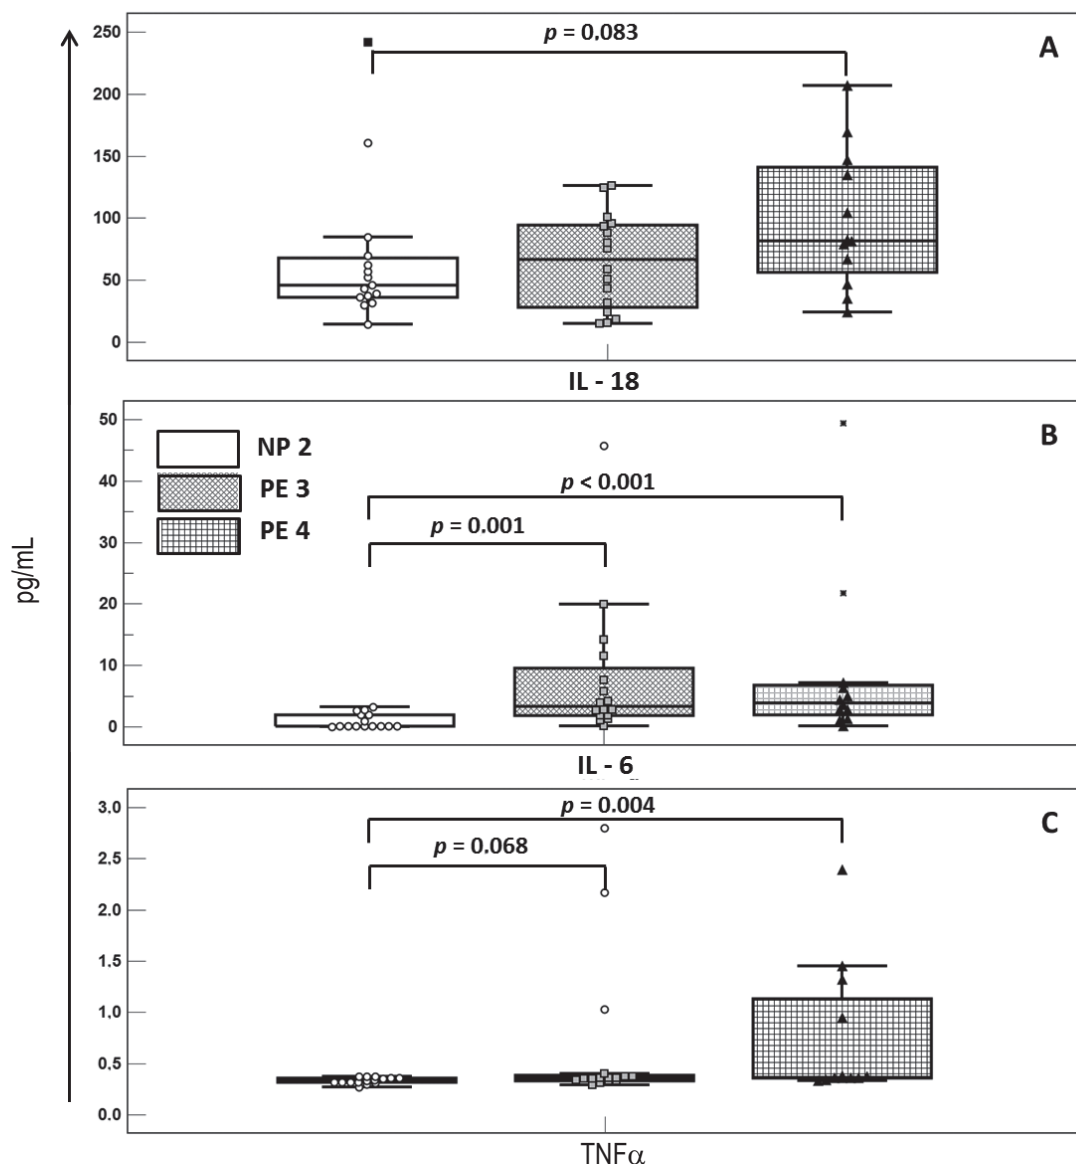 pg/mL
250
200
150
100
50
0
p = 0.083
A
IL - 18
50
40
30
20
10
0
NP 2
PE 3
PE 4
p < 0.001
p = 0.001
B
IL - 6
3.0
2.5
2.0
1.5
1.0
0.5
0.0
p = 0.004
p = 0.068
C
TNFα